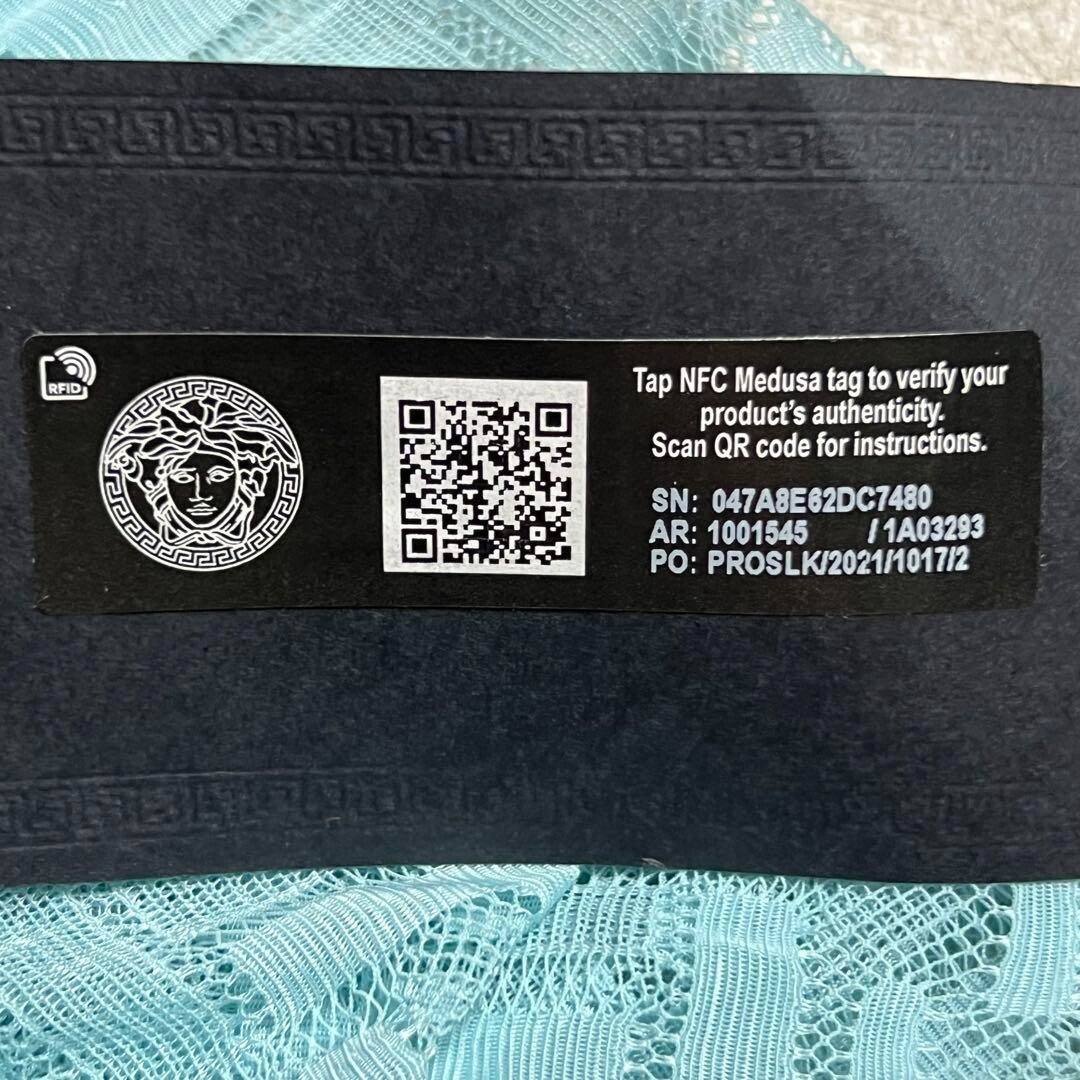 RFID
Tap NFC Medusa tag to verify your
product's authenticity.
Scan QR code for instructions.
SN: 047A8E62DC7480
AR: 1001545 /1A03293
PO: PROSLK/2021/1017/2